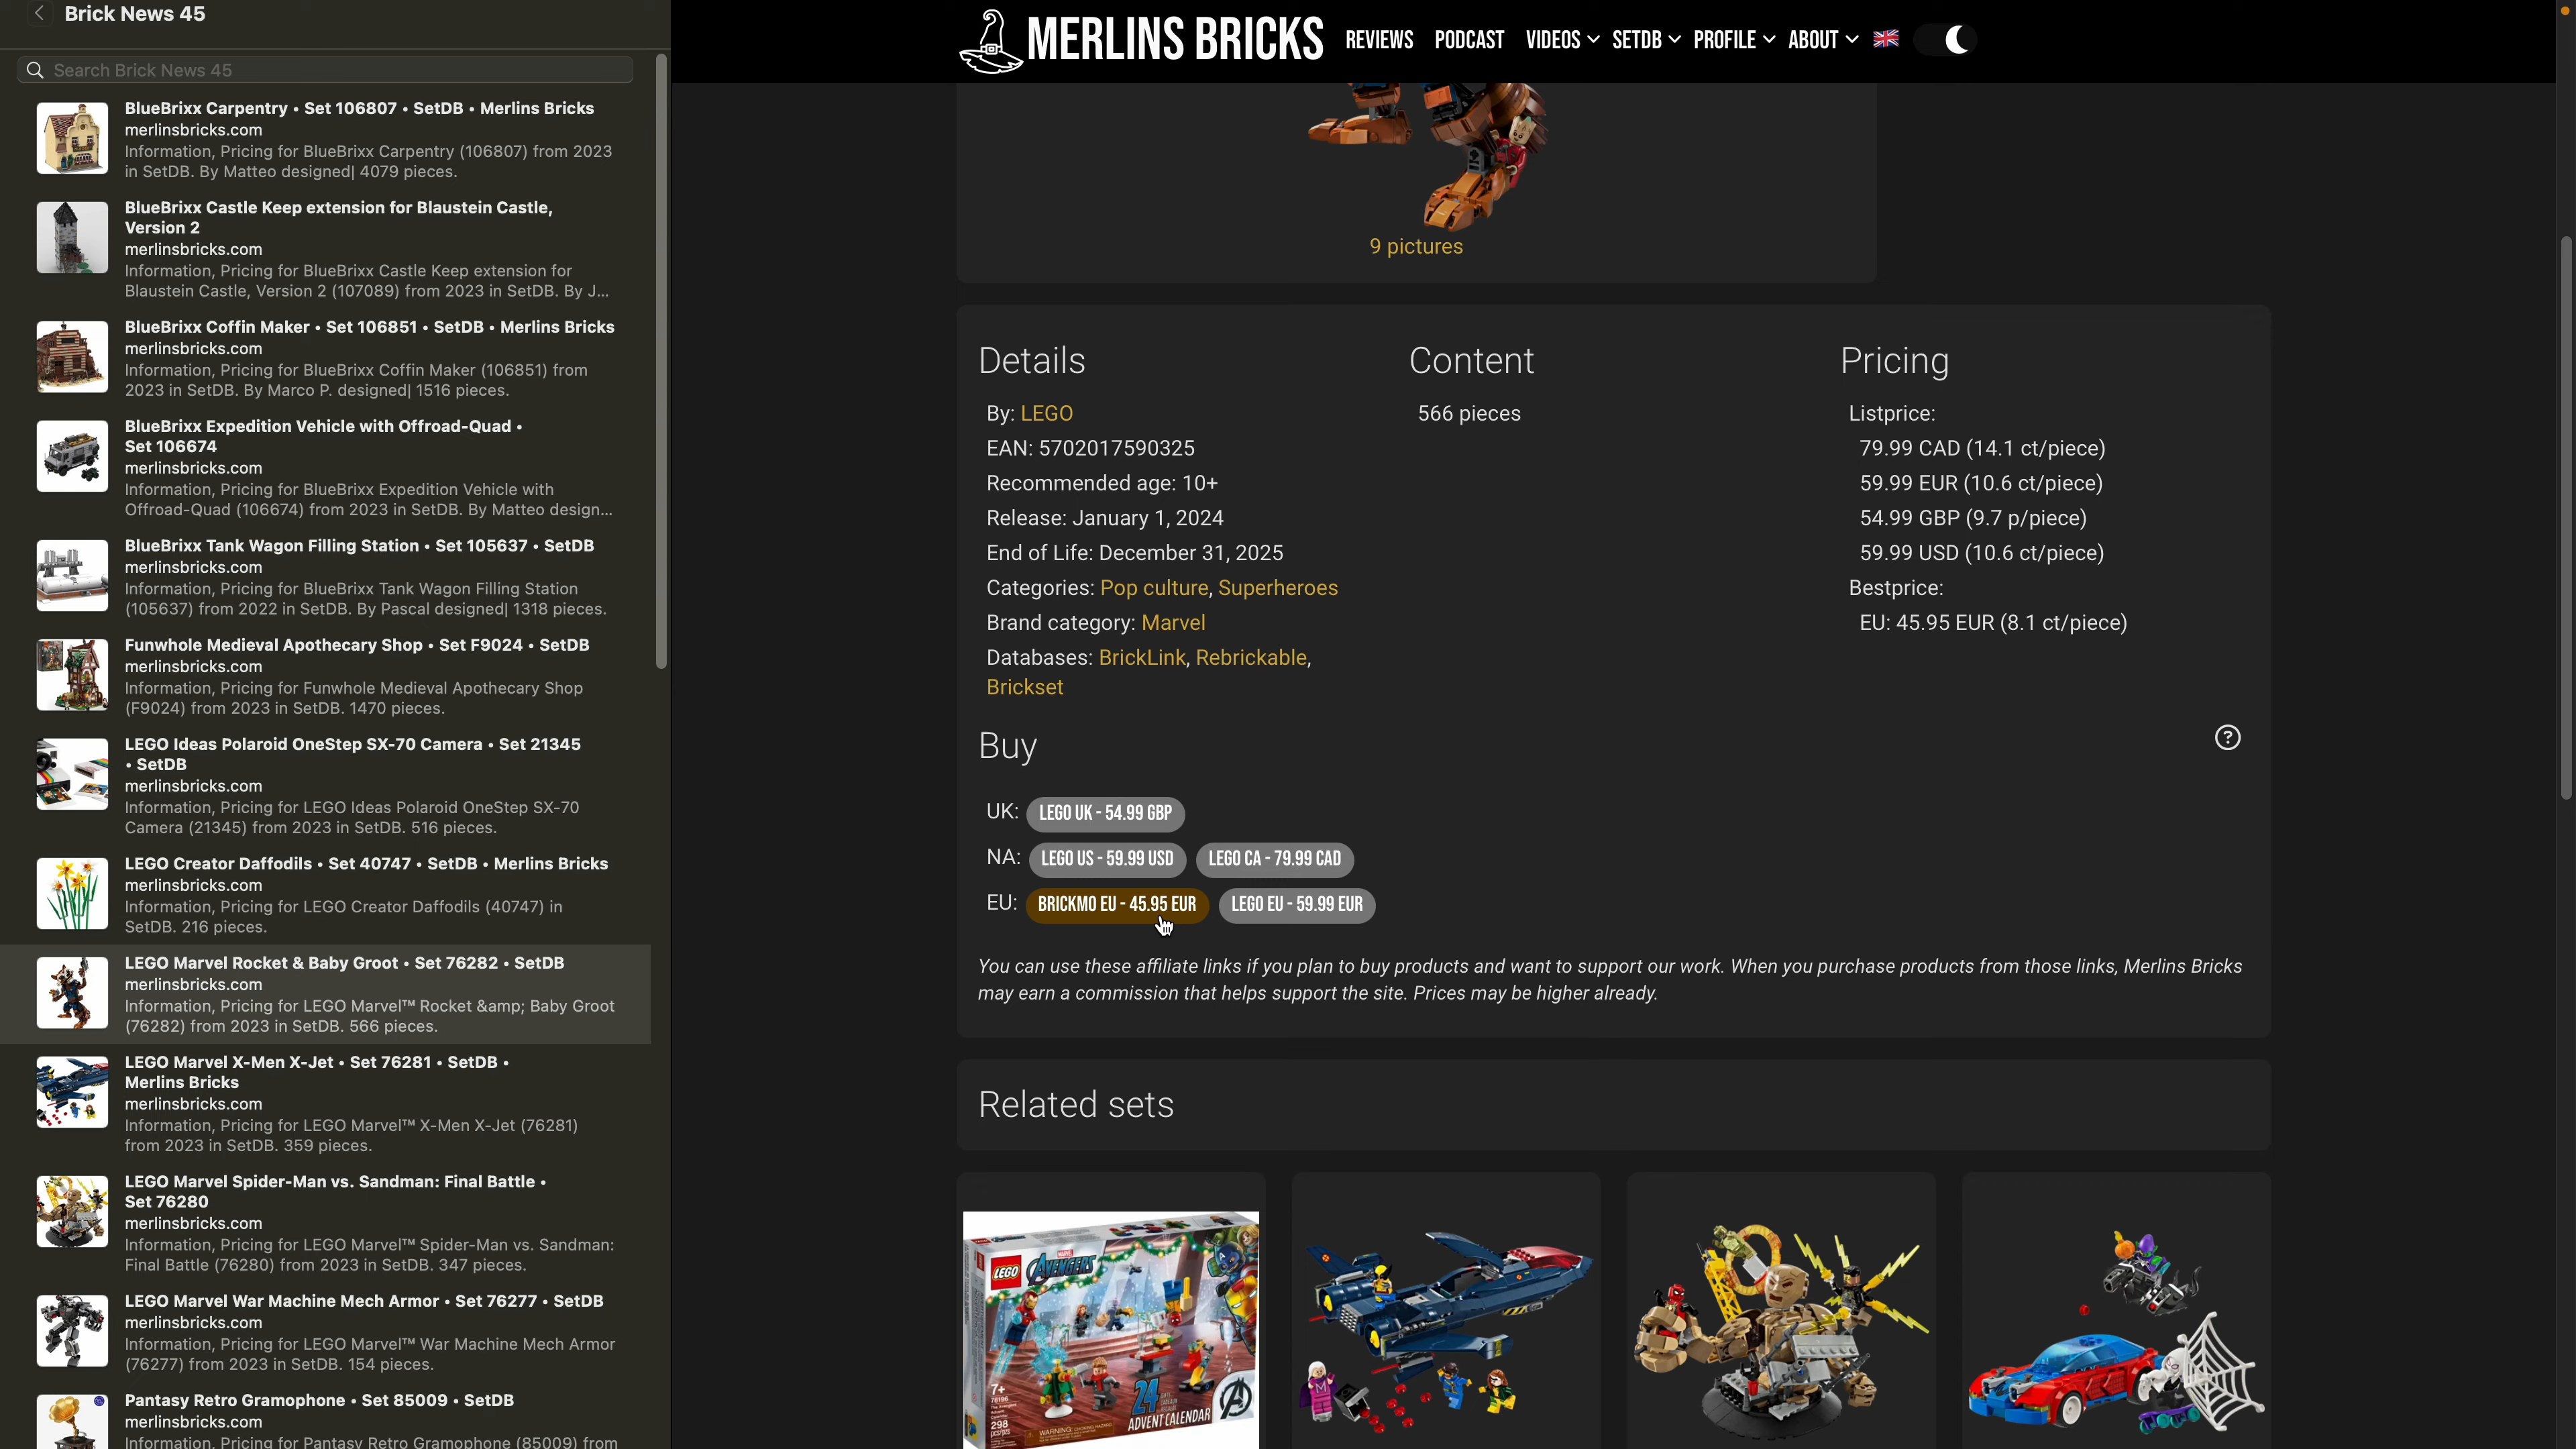 Brick News 45
Search Brick News 45
BlueBrixx Carpentry • Set 106807 • SetDB • Merlins Bricks
merlinsbricks.com
Information, Pricing for BlueBrixx Carpentry (106807) from 2023
in SetDB. By Matteo designed| 4079 pieces.
BlueBrixx Castle Keep extension for Blaustein Castle,
Version 2
merlinsbricks.com
Information, Pricing for BlueBrixx Castle Keep extension for
Blaustein Castle, Version 2 (107089) from 2023 in SetDB. By J...
BlueBrixx Coffin Maker • Set 106851 • SetDB • Merlins Bricks
merlinsbricks.com
Information, Pricing for BlueBrixx Coffin Maker (106851) from
2023 in SetDB. By Marco P. designed| 1516 pieces.
BlueBrixx Expedition Vehicle with Offroad-Quad •
Set 106674
merlinsbricks.com
Information, Pricing for BlueBrixx Expedition Vehicle with
Offroad-Quad (106674) from 2023 in SetDB. By Matteo design...
BlueBrixx Tank Wagon Filling Station • Set 105637 • SetDB
merlinsbricks.com
Information, Pricing for BlueBrixx Tank Wagon Filling Station
(105637) from 2022 in SetDB. By Pascal designed| 1318 pieces.
Funwhole Medieval Apothecary Shop • Set F9024 • SetDB
merlinsbricks.com
Information, Pricing for Funwhole Medieval Apothecary Shop
(F9024) from 2023 in SetDB. 1470 pieces.
LEGO Ideas Polaroid OneStep SX-70 Camera • Set 21345
• SetDB
merlinsbricks.com
Information, Pricing for LEGO Ideas Polaroid OneStep SX-70
Camera (21345) from 2023 in SetDB. 516 pieces.
LEGO Creator Daffodils • Set 40747 • SetDB • Merlins Bricks
merlinsbricks.com
Information, Pricing for LEGO Creator Daffodils (40747) in
SetDB. 216 pieces.
LEGO Marvel Rocket & Baby Groot • Set 76282 • SetDB
merlinsbricks.com
Information, Pricing for LEGO Marvel™ Rocket &amp; Baby Groot
(76282) from 2023 in SetDB. 566 pieces.
LEGO Marvel X-Men X-Jet • Set 76281 • SetDB •
Merlins Bricks
merlinsbricks.com
Information, Pricing for LEGO Marvel™ X-Men X-Jet (76281)
from 2023 in SetDB. 359 pieces.
LEGO Marvel Spider-Man vs. Sandman: Final Battle •
Set 76280
merlinsbricks.com
Information, Pricing for LEGO Marvel™ Spider-Man vs. Sandman:
Final Battle (76280) from 2023 in SetDB. 347 pieces.
LEGO Marvel War Machine Mech Armor • Set 76277 • SetDB
merlinsbricks.com
Information, Pricing for LEGO Marvel™ War Machine Mech Armor
(76277) from 2023 in SetDB. 154 pieces.
Pantasy Retro Gramophone • Set 85009 • SetDB
merlinsbricks.com
Information, Pricing for Pantasy Retro Gramophone (85009) from
MERLINS BRICKS REVIEWS PODCAST VIDEOS SETDB PROFILE ABOUT
9 pictures
Details
By: LEGO
EAN: 5702017590325
Recommended age: 10+
Release: January 1, 2024
End of Life: December 31, 2025
Categories: Pop culture, Superheroes
Brand category: Marvel
Databases: BrickLink, Rebrickable,
Brickset
Content
566 pieces
Pricing
Listprice:
79.99 CAD (14.1 ct/piece)
59.99 EUR (10.6 ct/piece)
54.99 GBP (9.7 p/piece)
59.99 USD (10.6 ct/piece)
Bestprice:
EU: 45.95 EUR (8.1 ct/piece)
Buy
?
UK: LEGO UK - 54.99 GBP
NA: LEGO US - 59.99 USD LEGO CA - 79.99 CAD
EU: BRICKMO EU - 45.95 EUR LEGO EU - 59.99 EUR
You can use these affiliate links if you plan to buy products and want to support our work. When you purchase products from those links, Merlins Bricks
may earn a commission that helps support the site. Prices may be higher already.
Related sets
LEGO
MARVEL
AVENGERS
7+
76196
298
pcs/pzs
24
ADVENT CALENDAR